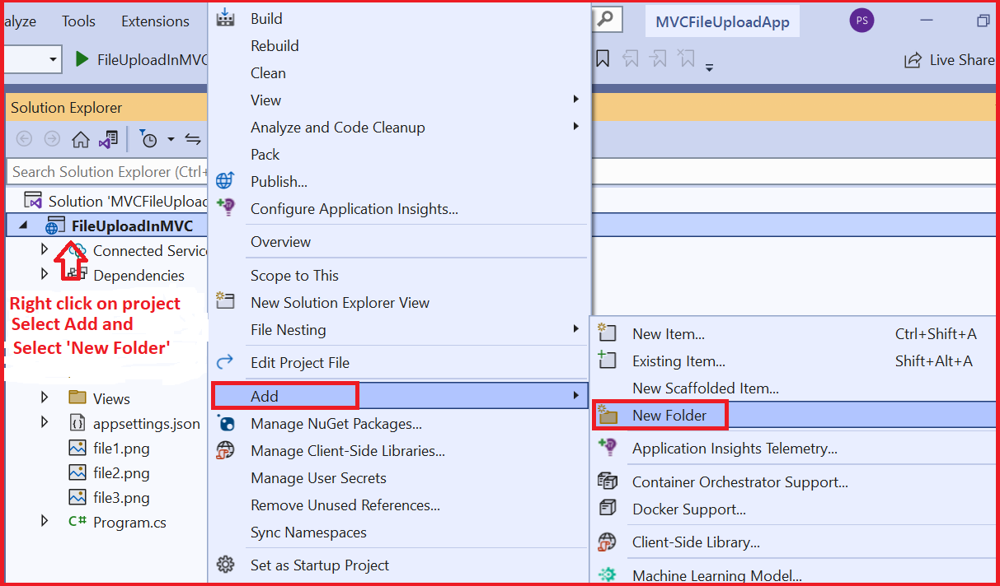 alyze Tools Extensions
MVCFileUploadApp
PS
FileUploadInMVC
Live Share
Solution Explorer
Search Solution Explorer (Ctrl+
Solution 'MVCFileUpload
FileUploadInMVC
Connected Servic
Dependencies
Right click on project
Select Add and
Select 'New Folder'
Views
appsettings.json
file1.png
file2.png
file3.png
C# Program.cs
Build
Rebuild
Clean
View
Analyze and Code Cleanup
Pack
Publish...
Configure Application Insights...
Overview
Scope to This
New Solution Explorer View
File Nesting
Edit Project File
Add
Manage NuGet Packages...
Manage Client-Side Libraries...
Manage User Secrets
Remove Unused References...
Sync Namespaces
Set as Startup Project
New Item... Ctrl+Shift+A
Existing Item... Shift+Alt+A
New Scaffolded Item...
New Folder
Application Insights Telemetry...
Container Orchestrator Support...
Docker Support...
Client-Side Library...
Machine Learning Model...